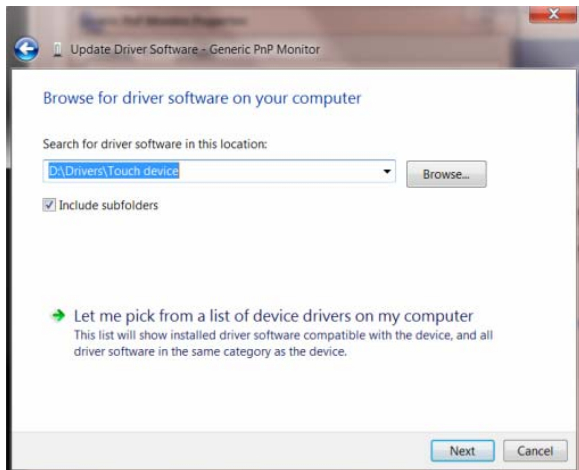 Update Driver Software - Generic PnP Monitor
Browse for driver software on your computer
Search for driver software in this location:
D:\Drivers\Touch device
Browse...
Include subfolders
Let me pick from a list of device drivers on my computer
This list will show installed driver software compatible with the device, and all
driver software in the same category as the device.
Next
Cancel